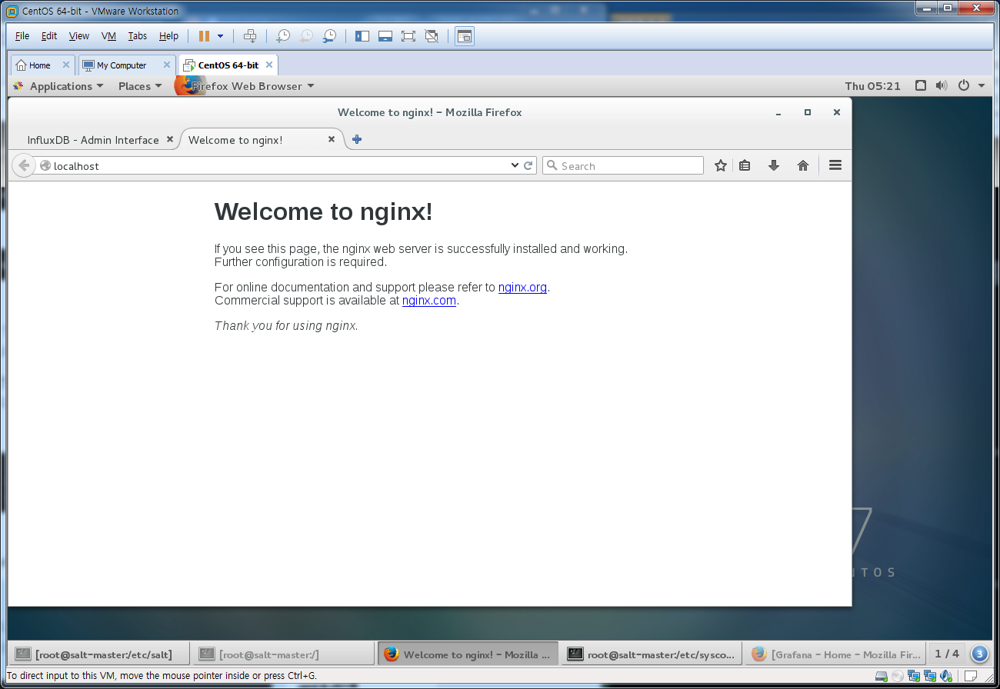 CentOS 64-bit - VMware Workstation
File Edit View VM Tabs Help
Home My Computer CentOS 64-bit
Applications Places Firefox Web Browser Thu 05:21
Welcome to nginx! - Mozilla Firefox
InfluxDB - Admin Interface Welcome to nginx!
localhost Search
Welcome to nginx!
If you see this page, the nginx web server is successfully installed and working.
Further configuration is required.
For online documentation and support please refer to nginx.org.
Commercial support is available at nginx.com.
Thank you for using nginx.
7
NTOS
[root@salt-master:/etc/salt] [root@salt-master:/] Welcome to nginx! - Mozilla ... root@salt-master:/etc/sysco... [Grafana - Home - Mozilla Fir... 1 / 4 3
To direct input to this VM, move the mouse pointer inside or press Ctrl+G.